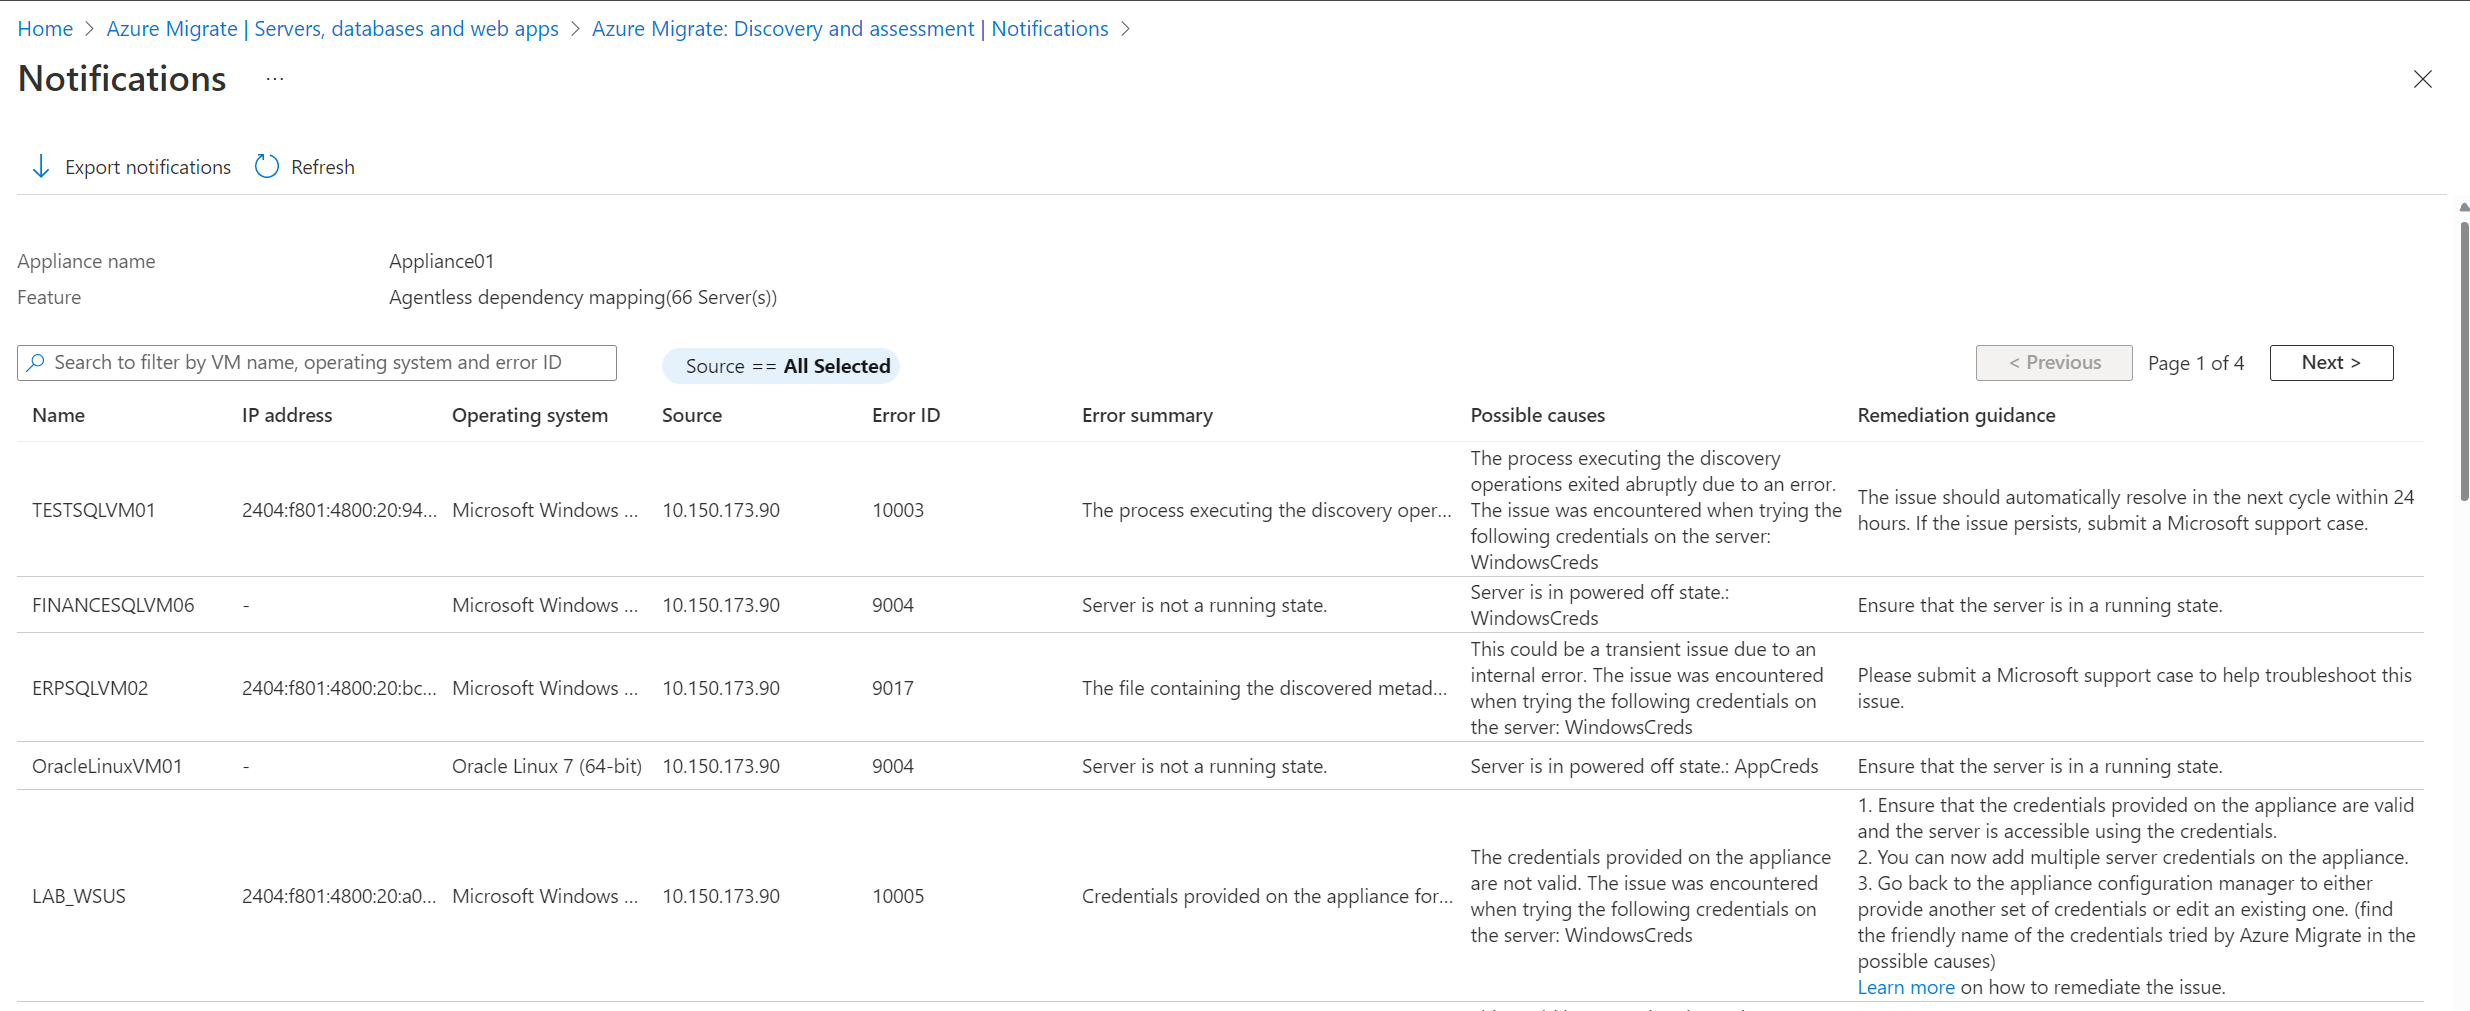 Home > Azure Migrate | Servers, databases and web apps > Azure Migrate: Discovery and assessment | Notifications >
Notifications ...
Export notifications Refresh
Appliance name Appliance01
Feature Agentless dependency mapping(66 Server(s))
Search to filter by VM name, operating system and error ID Source == All Selected < Previous Page 1 of 4 Next >
Name IP address Operating system Source Error ID Error summary Possible causes Remediation guidance
TESTSQLVM01 2404:f801:4800:20:94... Microsoft Windows ... 10.150.173.90 10003 The process executing the discovery oper...
The process executing the discovery
operations exited abruptly due to an error.
The issue was encountered when trying the
following credentials on the server:
WindowsCreds
The issue should automatically resolve in the next cycle within 24
hours. If the issue persists, submit a Microsoft support case.
FINANCESQLVM06 - Microsoft Windows ... 10.150.173.90 9004 Server is not a running state.
Server is in powered off state.:
WindowsCreds
Ensure that the server is in a running state.
ERPSQLVM02 2404:f801:4800:20:bc... Microsoft Windows ... 10.150.173.90 9017 The file containing the discovered metad...
This could be a transient issue due to an
internal error. The issue was encountered
when trying the following credentials on
the server: WindowsCreds
Please submit a Microsoft support case to help troubleshoot this
issue.
OracleLinuxVM01 - Oracle Linux 7 (64-bit) 10.150.173.90 9004 Server is not a running state. Server is in powered off state.: AppCreds Ensure that the server is in a running state.
LAB_WSUS 2404:f801:4800:20:a0... Microsoft Windows ... 10.150.173.90 10005 Credentials provided on the appliance for...
The credentials provided on the appliance
are not valid. The issue was encountered
when trying the following credentials on
the server: WindowsCreds
1. Ensure that the credentials provided on the appliance are valid
and the server is accessible using the credentials.
2. You can now add multiple server credentials on the appliance.
3. Go back to the appliance configuration manager to either
provide another set of credentials or edit an existing one. (find
the friendly name of the credentials tried by Azure Migrate in the
possible causes)
Learn more on how to remediate the issue.